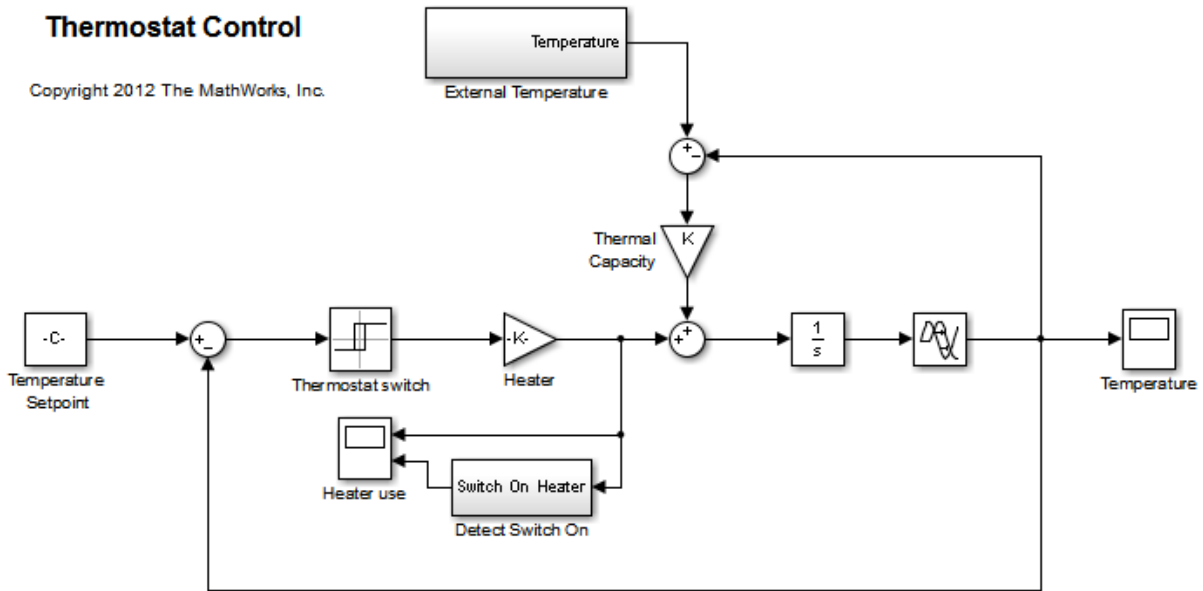 Thermostat Control
Copyright 2012 The MathWorks, Inc.
Temperature
External Temperature
+
−
K
Thermal
Capacity
-C-
Temperature
Setpoint
+
−
Thermostat switch
-K-
Heater
+
+
1
s
Temperature
Heater use
Switch On Heater
Detect Switch On